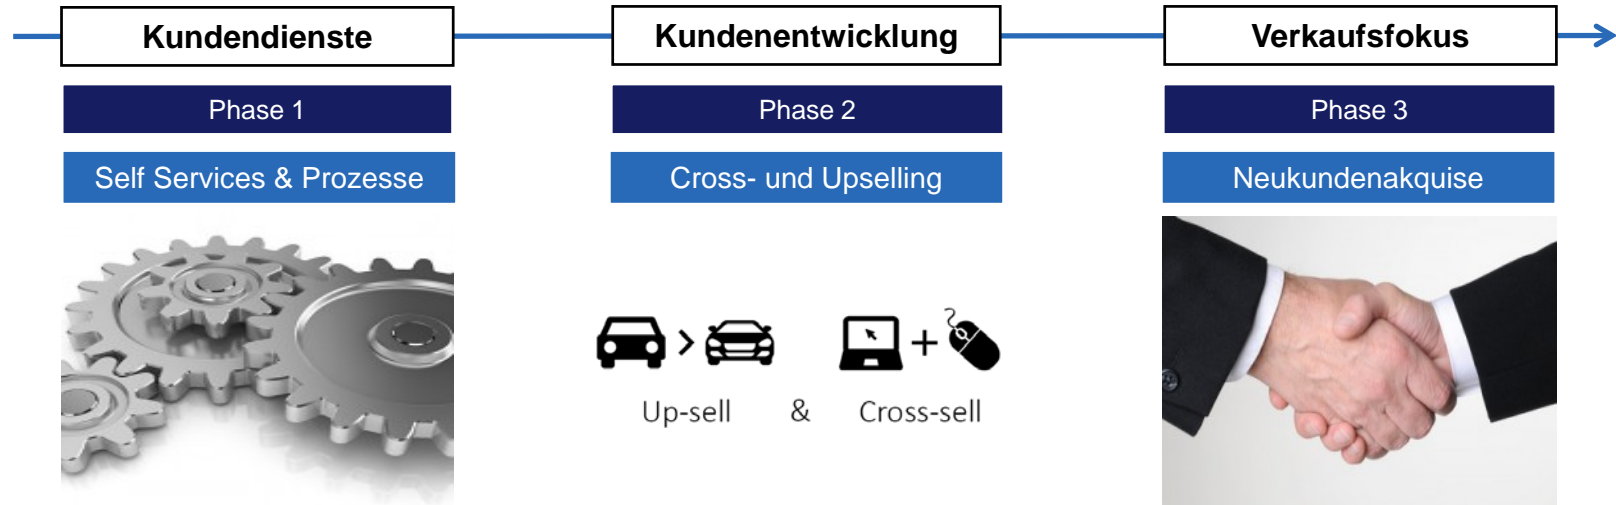 Kundendienste
Kundenentwicklung
Verkaufsfokus
Phase 1
Phase 2
Phase 3
Self Services & Prozesse
Cross- und Upselling
Neukundenakquise
Up-sell & Cross-sell